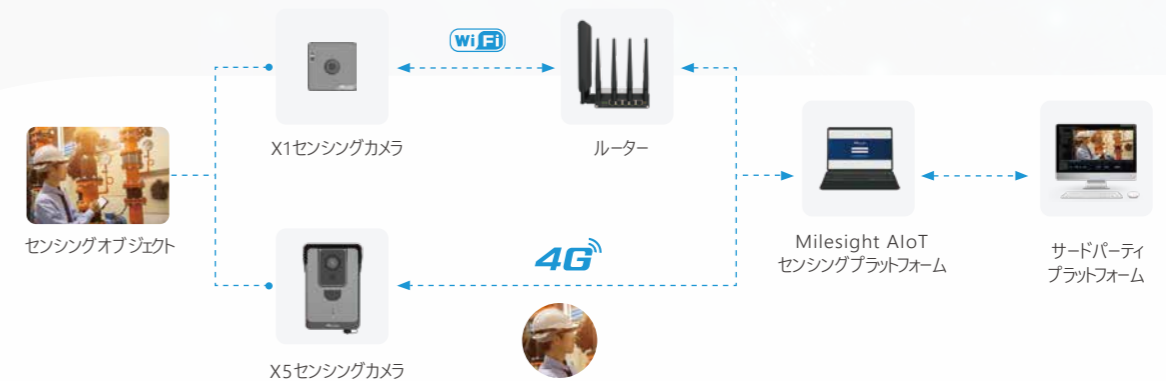 WiFi
X1センシングカメラ
ルーター
センシングオブジェクト
4G
X5センシングカメラ
Milesight AIoT
センシングプラットフォーム
サードパーティ
プラットフォーム